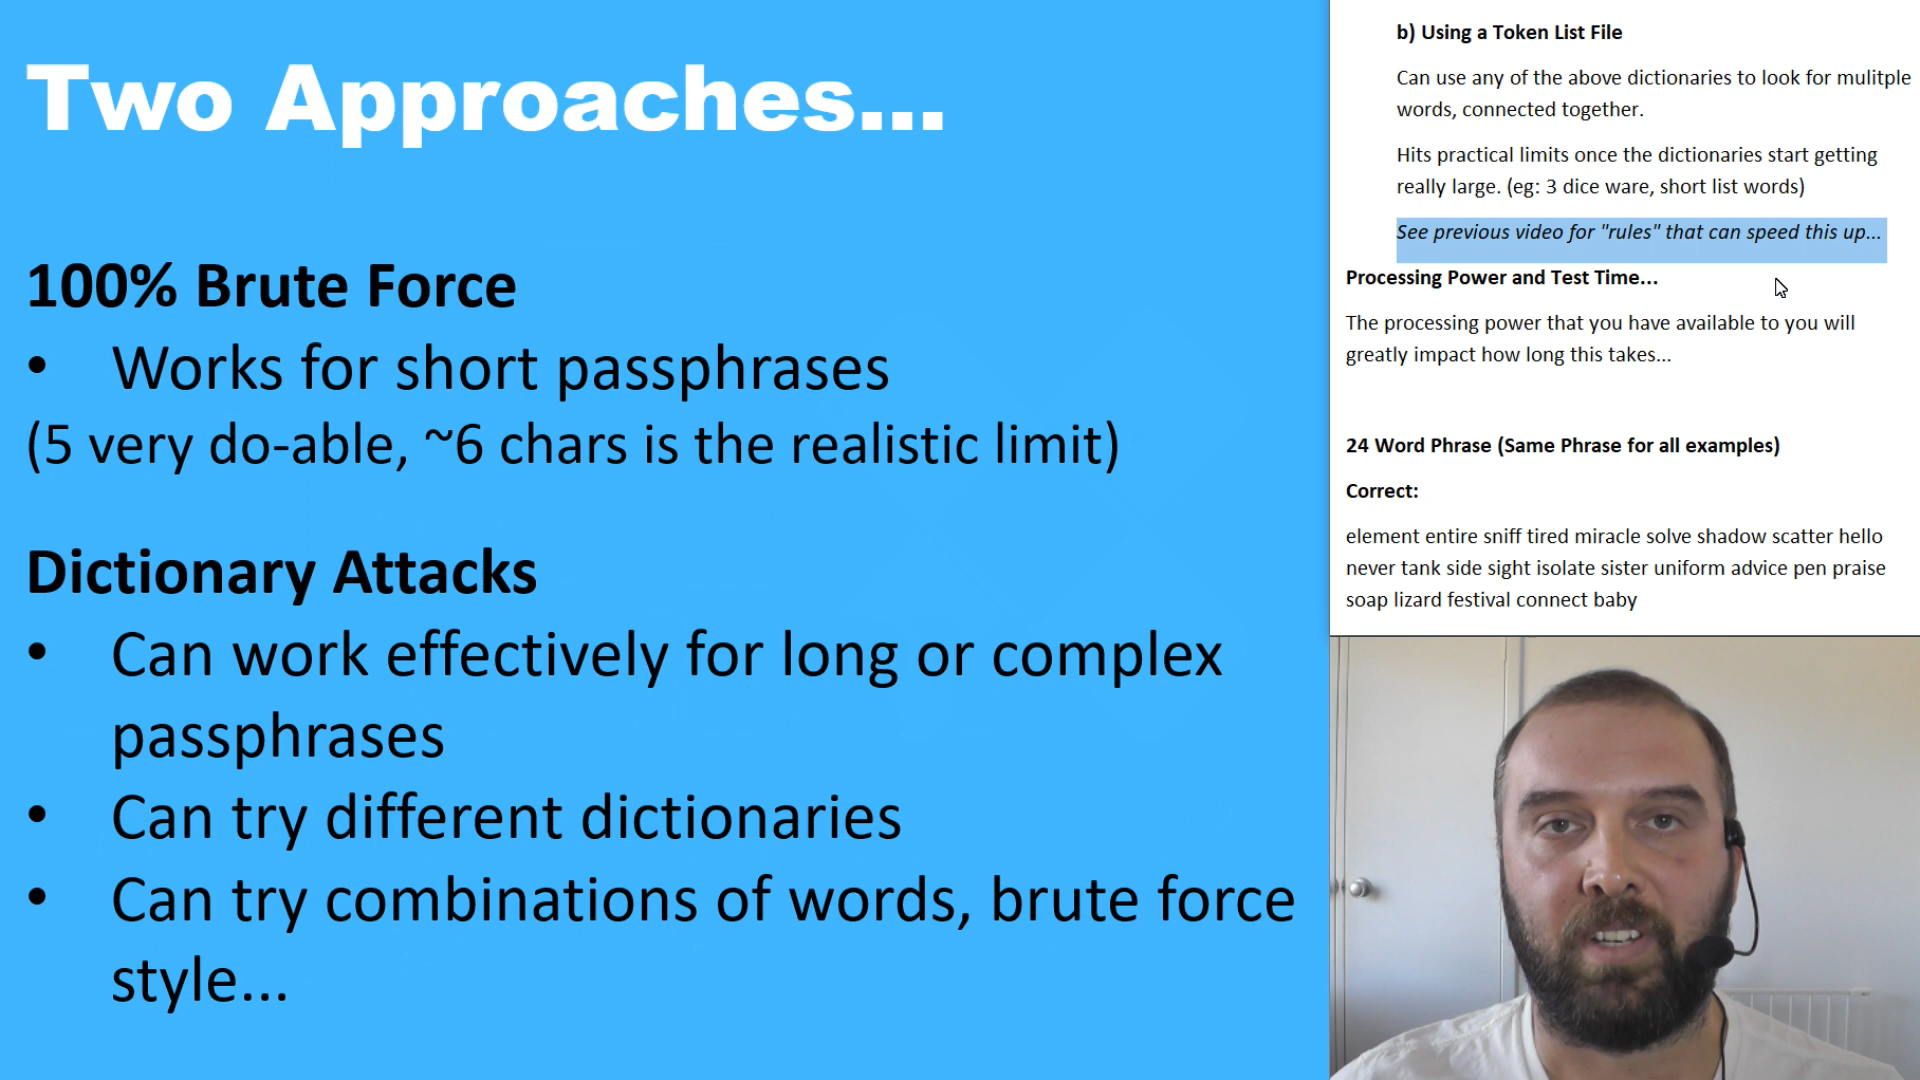 Two Approaches...
100% Brute Force
• Works for short passphrases
(5 very do-able, ~6 chars is the realistic limit)
Dictionary Attacks
• Can work effectively for long or complex
passphrases
• Can try different dictionaries
• Can try combinations of words, brute force
style...
b) Using a Token List File
Can use any of the above dictionaries to look for mulitple
words, connected together.
Hits practical limits once the dictionaries start getting
really large. (eg: 3 dice ware, short list words)
See previous video for "rules" that can speed this up...
Processing Power and Test Time...
The processing power that you have available to you will
greatly impact how long this takes...
24 Word Phrase (Same Phrase for all examples)
Correct:
element entire sniff tired miracle solve shadow scatter hello
never tank side sight isolate sister uniform advice pen praise
soap lizard festival connect baby